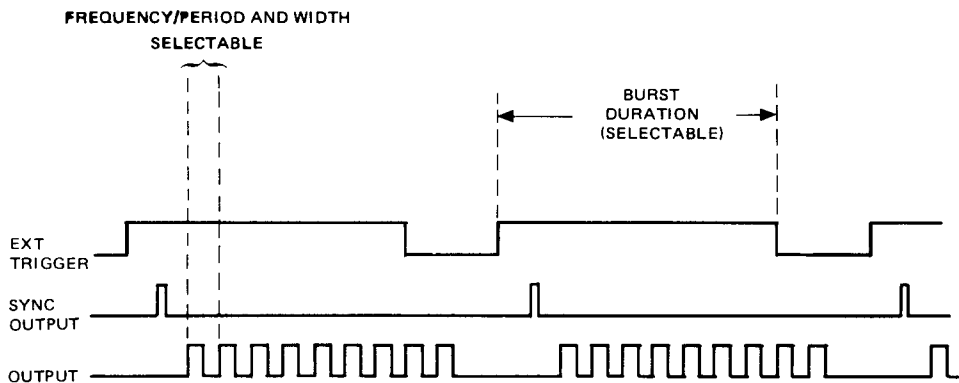 FREQUENCY/PERIOD AND WIDTH
SELECTABLE
BURST
DURATION
(SELECTABLE)
EXT
TRIGGER
SYNC
OUTPUT
OUTPUT